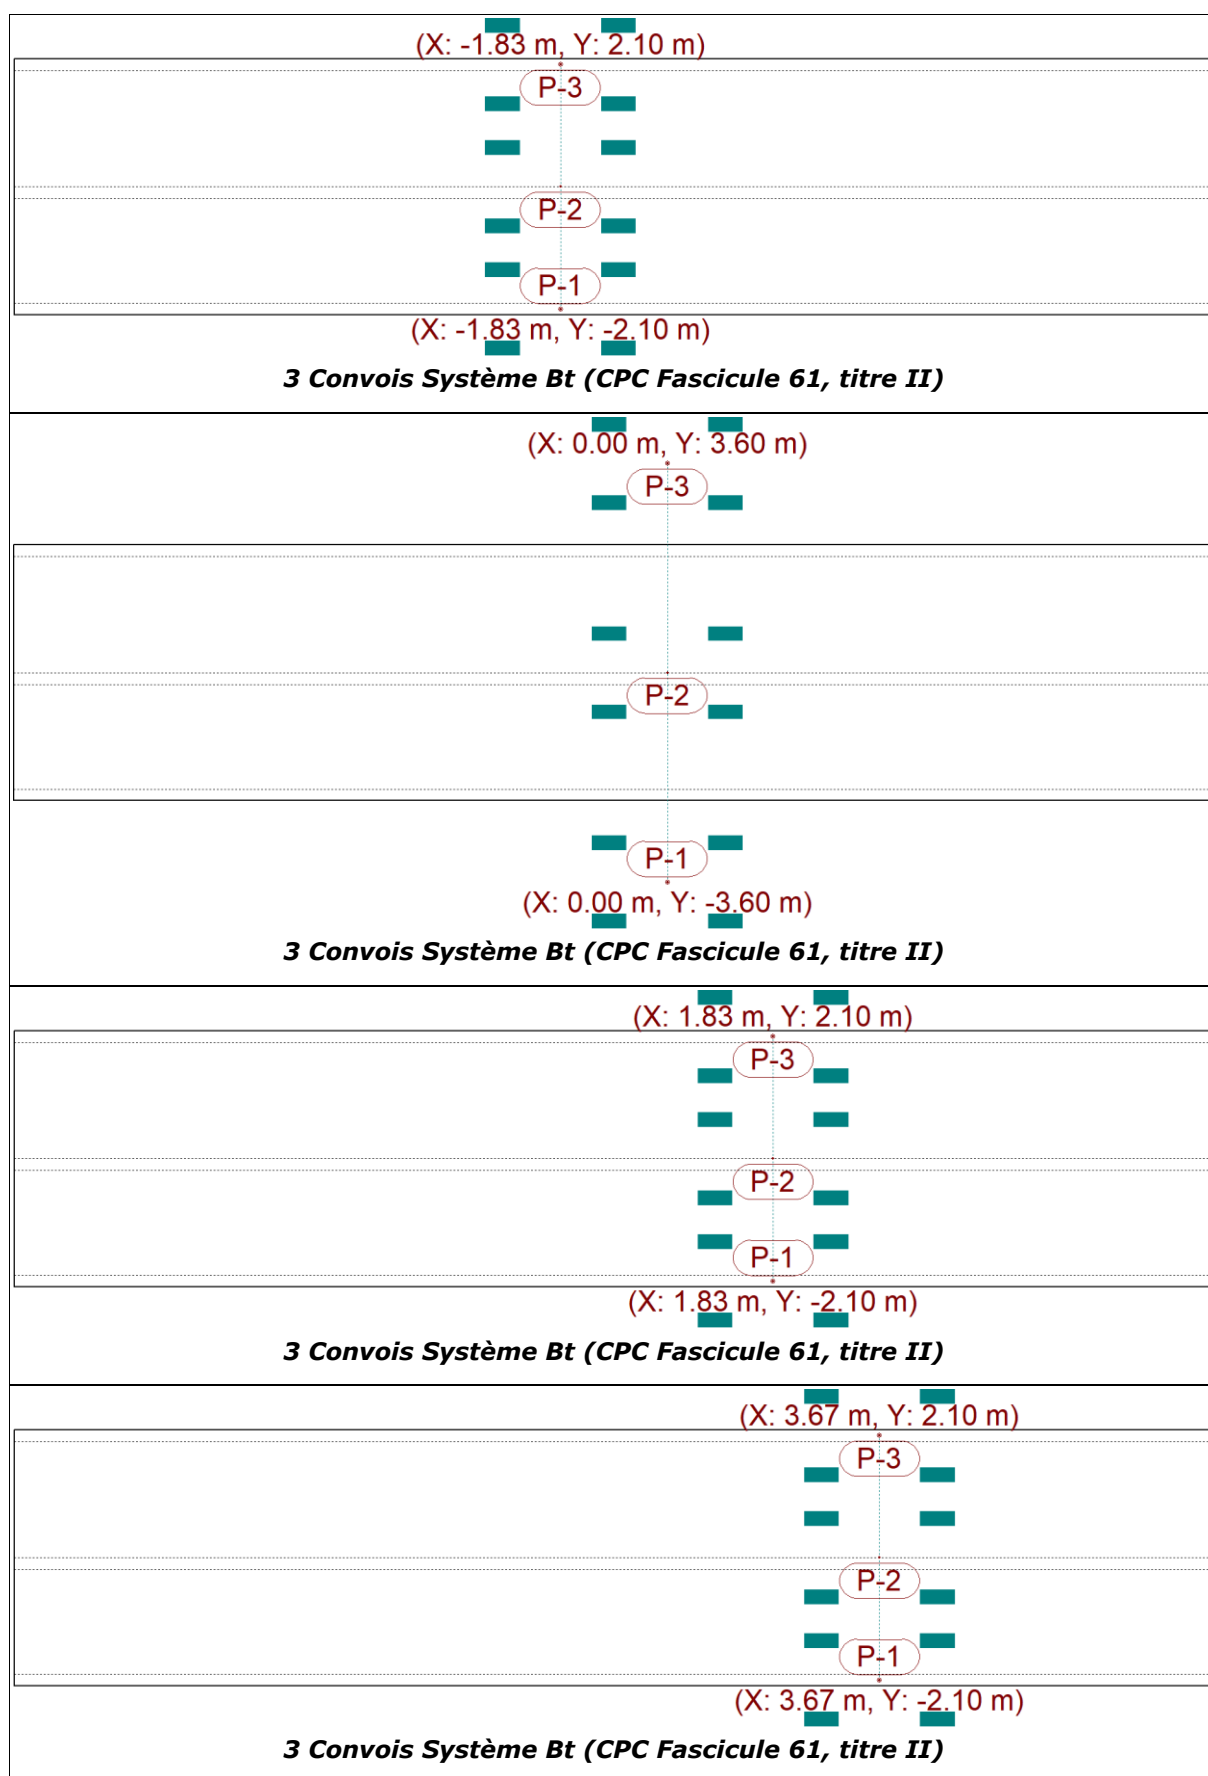 (X: -1.83 m, Y: 2.10 m)
P-3
P-2
P-1
(X: -1.83 m, Y: -2.10 m)
3 Convois Système Bt (CPC Fascicule 61, titre II)
(X: 0.00 m, Y: 3.60 m)
P-3
P-2
P-1
(X: 0.00 m, Y: -3.60 m)
3 Convois Système Bt (CPC Fascicule 61, titre II)
(X: 1.83 m, Y: 2.10 m)
P-3
P-2
P-1
(X: 1.83 m, Y: -2.10 m)
3 Convois Système Bt (CPC Fascicule 61, titre II)
(X: 3.67 m, Y: 2.10 m)
P-3
P-2
P-1
(X: 3.67 m, Y: -2.10 m)
3 Convois Système Bt (CPC Fascicule 61, titre II)